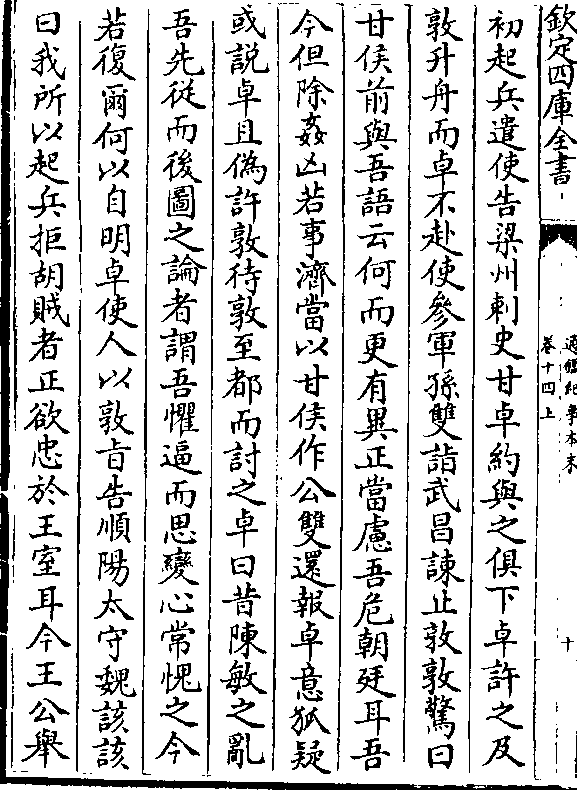 欽定四庫全書
通鑑紀事本末
卷十四上
十
初起兵遣使告梁州刺史甘卓約與之俱下卓許之及
敦升舟而卓不赴使參軍孫雙詣武昌諫止敦敦驚曰
甘侯前與吾語云何而更有異正當慮吾危朝廷耳吾
今但除姦凶若事濟當以甘侯作公雙還報卓意狐疑
或説卓且偽許敦待敦至都而討之卓曰昔陳敏之亂
吾先從而後圖之論者謂吾懼逼而思變心常愧之今
若復爾何以自明卓使人以敦旨告順陽太守魏該該
曰我所以起兵拒胡賊者正欲忠於王室耳今王公舉